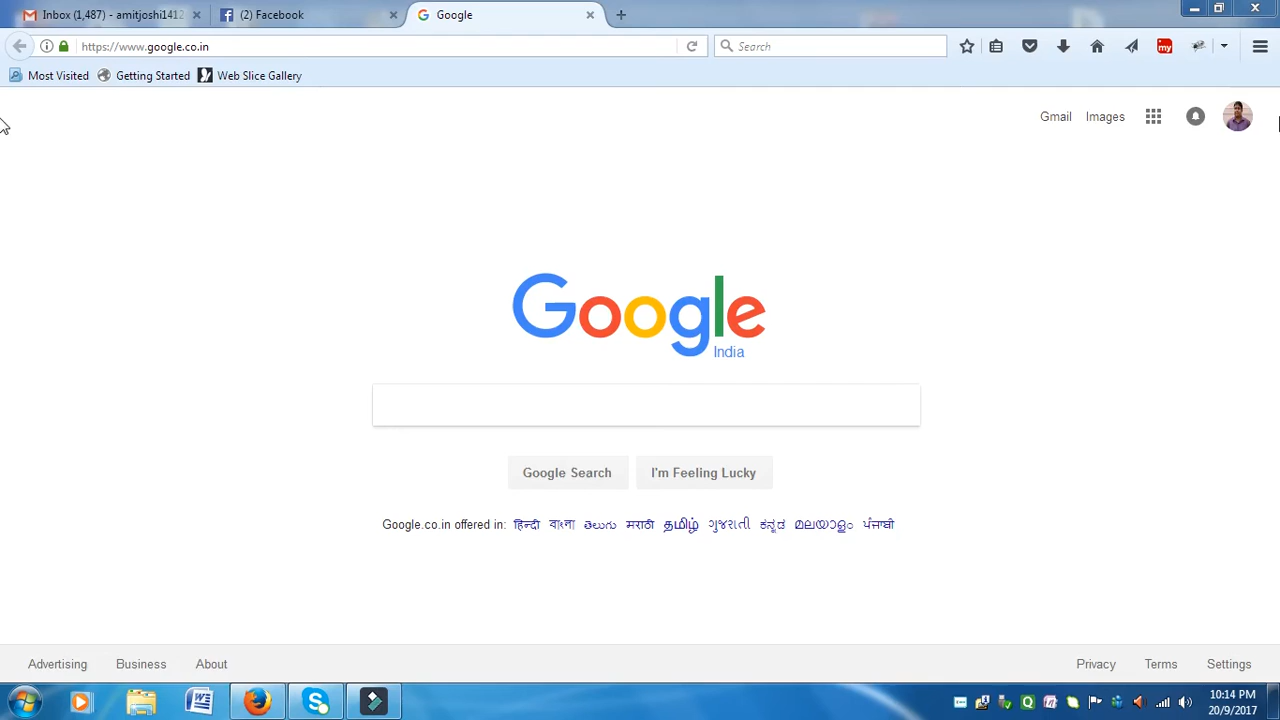 Inbox (1,487) - amitjoshi1412
(2) Facebook
Google
https://www.google.co.in
Search
Most Visited Getting Started Web Slice Gallery
Gmail Images
Google
India
Google Search I'm Feeling Lucky
Google.co.in offered in: हिन्दी বাংলা తెలుగు मराठी தமிழ் ગુજરાતી ಕನ್ನಡ മലയാളം ਪੰਜਾਬੀ
Advertising Business About Privacy Terms Settings
10:14 PM
20/9/2017